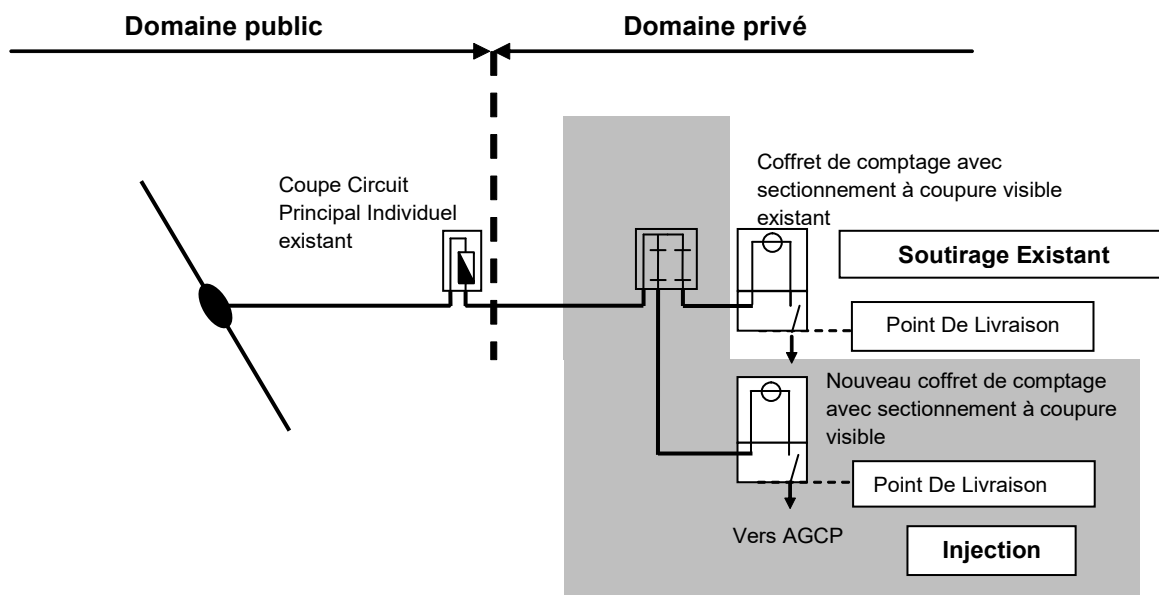 Domaine public
Domaine privé
Coupe Circuit
Principal Individuel
existant
Coffret de comptage avec
sectionnement à coupure visible
existant
Soutirage Existant
Point De Livraison
Nouveau coffret de comptage
avec sectionnement à coupure
visible
Point De Livraison
Vers AGCP
Injection